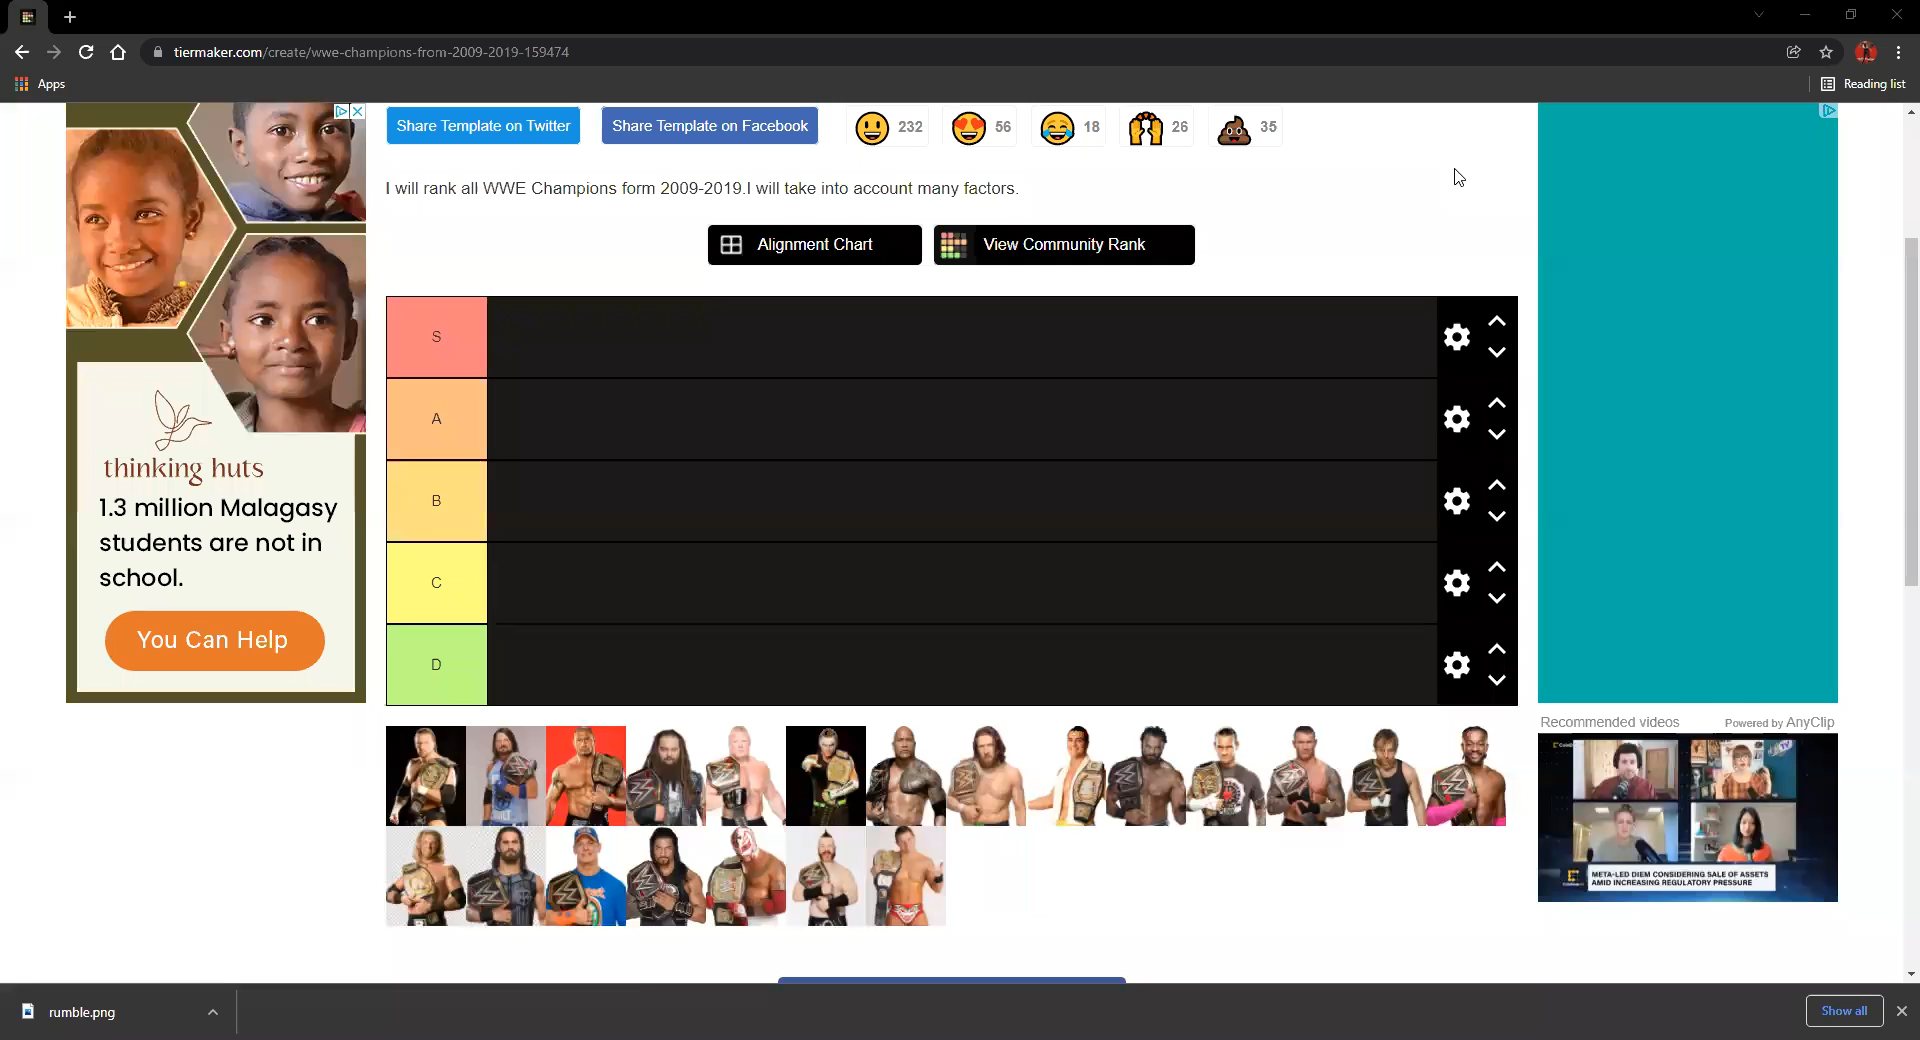 tiermaker.com/create/wwe-champions-from-2009-2019-159474
Apps
Reading list
Share Template on Twitter
Share Template on Facebook
232
56
18
26
35
I will rank all WWE Champions form 2009-2019.I will take into account many factors.
Alignment Chart
View Community Rank
S
A
B
C
D
thinking huts
1.3 million Malagasy
students are not in
school.
You Can Help
Recommended videos
Powered by AnyClip
META-LED DIEM CONSIDERING SALE OF ASSETS
AMID INCREASING REGULATORY PRESSURE
rumble.png
Show all